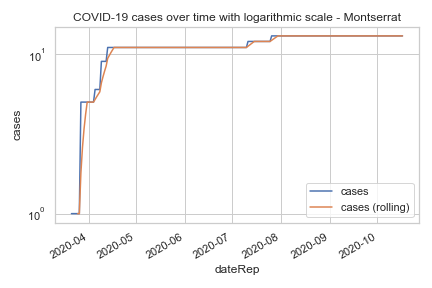 COVID-19 cases over time with logarithmic scale - Montserrat
cases
10¹
10⁰
cases
cases (rolling)
2020-04
2020-05
2020-06
2020-07
2020-08
2020-09
2020-10
dateRep